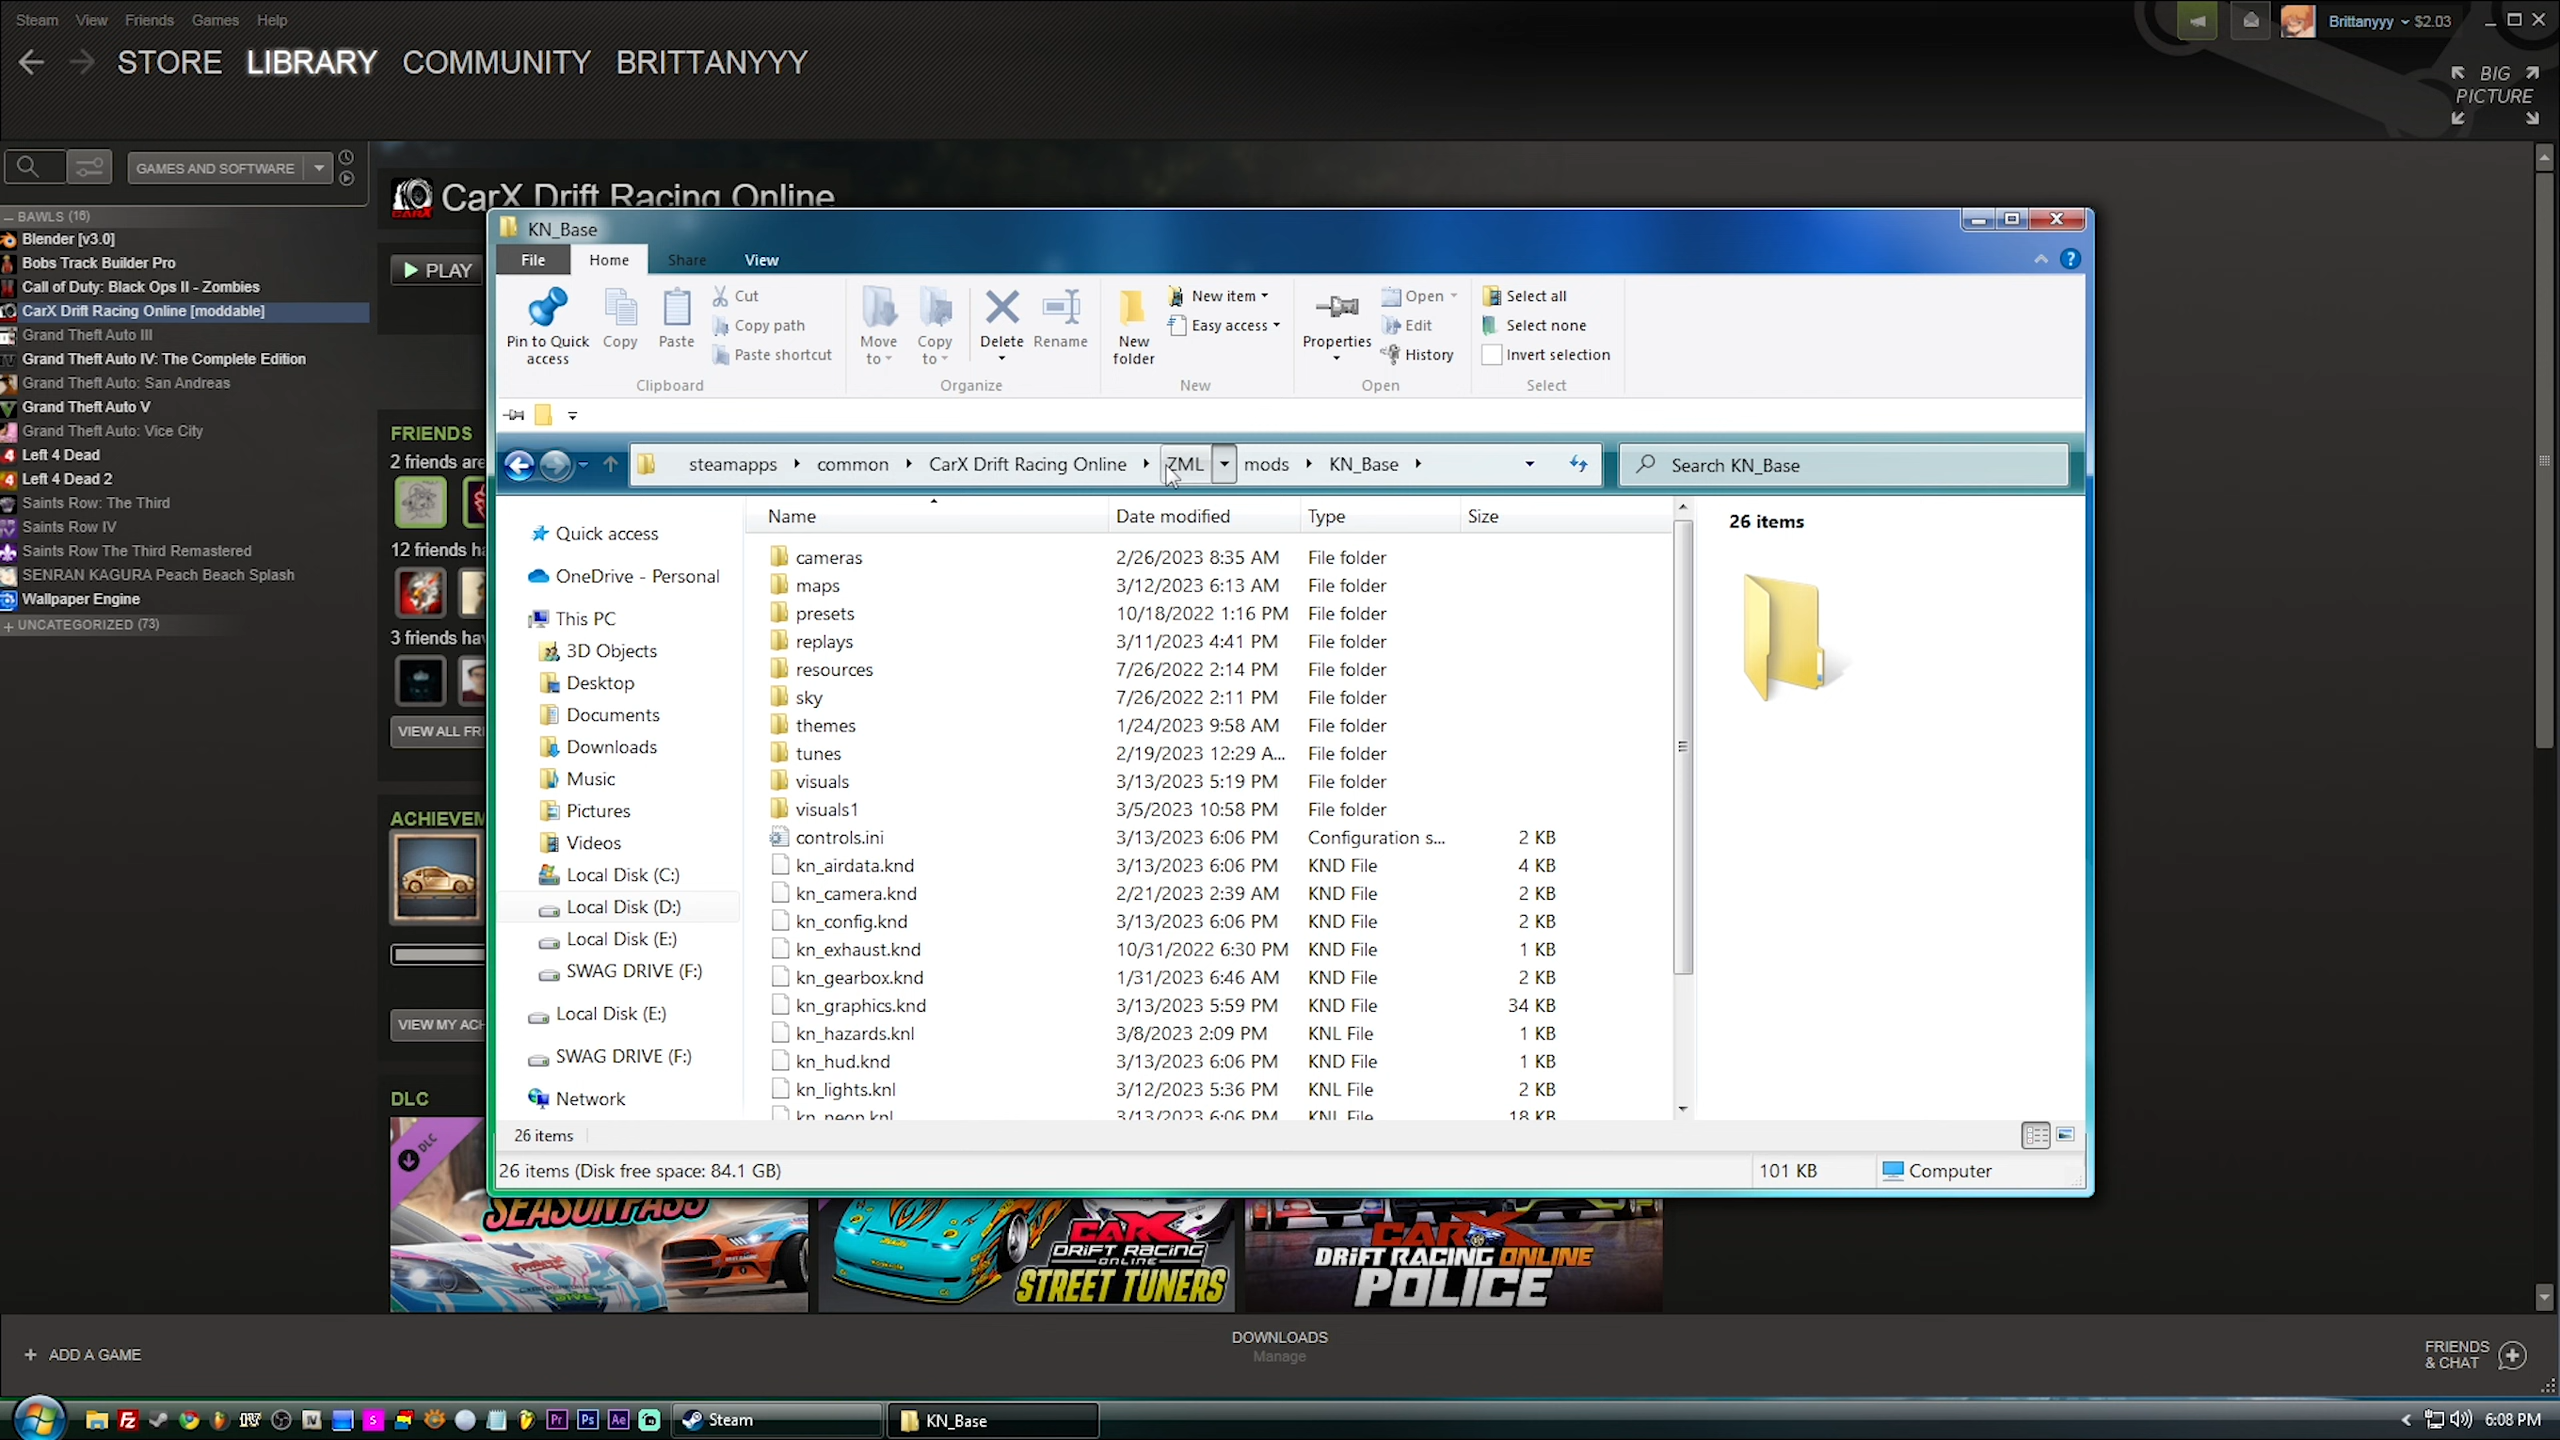 Steam View Friends Games Help
Brittanyyy $2.03
STORE LIBRARY COMMUNITY BRITTANYYY
BIG
PICTURE
GAMES AND SOFTWARE
– BAWLS (16)
Blender [v3.0]
Bobs Track Builder Pro
Call of Duty: Black Ops II - Zombies
CarX Drift Racing Online [moddable]
Grand Theft Auto III
Grand Theft Auto IV: The Complete Edition
Grand Theft Auto: San Andreas
Grand Theft Auto V
Grand Theft Auto: Vice City
Left 4 Dead
Left 4 Dead 2
Saints Row: The Third
Saints Row IV
Saints Row The Third Remastered
SENRAN KAGURA Peach Beach Splash
Wallpaper Engine
+ UNCATEGORIZED (73)
CarX Drift Racing Online
PLAY
FRIENDS
2 friends are
12 friends ha
3 friends hav
VIEW ALL FRI
ACHIEVEM
VIEW MY ACH
DLC
KN_Base
File Home Share View
Pin to Quick access
Copy
Paste
Cut
Copy path
Paste shortcut
Clipboard
Move to
Copy to
Delete
Rename
Organize
New folder
New item
Easy access
New
Properties
Open
Edit
History
Open
Select all
Select none
Invert selection
Select
steamapps common CarX Drift Racing Online ZML mods KN_Base
Search KN_Base
Quick access
OneDrive - Personal
This PC
3D Objects
Desktop
Documents
Downloads
Music
Pictures
Videos
Local Disk (C:)
Local Disk (D:)
Local Disk (E:)
SWAG DRIVE (F:)
Local Disk (E:)
SWAG DRIVE (F:)
Network
Name Date modified Type Size
cameras 2/26/2023 8:35 AM File folder
maps 3/12/2023 6:13 AM File folder
presets 10/18/2022 1:16 PM File folder
replays 3/11/2023 4:41 PM File folder
resources 7/26/2022 2:14 PM File folder
sky 7/26/2022 2:11 PM File folder
themes 1/24/2023 9:58 AM File folder
tunes 2/19/2023 12:29 A... File folder
visuals 3/13/2023 5:19 PM File folder
visuals1 3/5/2023 10:58 PM File folder
controls.ini 3/13/2023 6:06 PM Configuration s... 2 KB
kn_airdata.knd 3/13/2023 6:06 PM KND File 4 KB
kn_camera.knd 2/21/2023 2:39 AM KND File 2 KB
kn_config.knd 3/13/2023 6:06 PM KND File 2 KB
kn_exhaust.knd 10/31/2022 6:30 PM KND File 1 KB
kn_gearbox.knd 1/31/2023 6:46 AM KND File 2 KB
kn_graphics.knd 3/13/2023 5:59 PM KND File 34 KB
kn_hazards.knl 3/8/2023 2:09 PM KNL File 1 KB
kn_hud.knd 3/13/2023 6:06 PM KND File 1 KB
kn_lights.knl 3/12/2023 5:36 PM KNL File 2 KB
kn_neon.knl 3/13/2023 6:06 PM KNL File 18 KB
26 items
26 items
26 items (Disk free space: 84.1 GB)
101 KB
Computer
DLC
SEASON PASS
CARX
DRIFT RACING
ONLINE
STREET TUNERS
CARX
DRIFT RACING ONLINE
POLICE
+ ADD A GAME
DOWNLOADS
Manage
FRIENDS
& CHAT
Fz
IV
S
Pr
Ps
Ae
Steam
KN_Base
6:08 PM